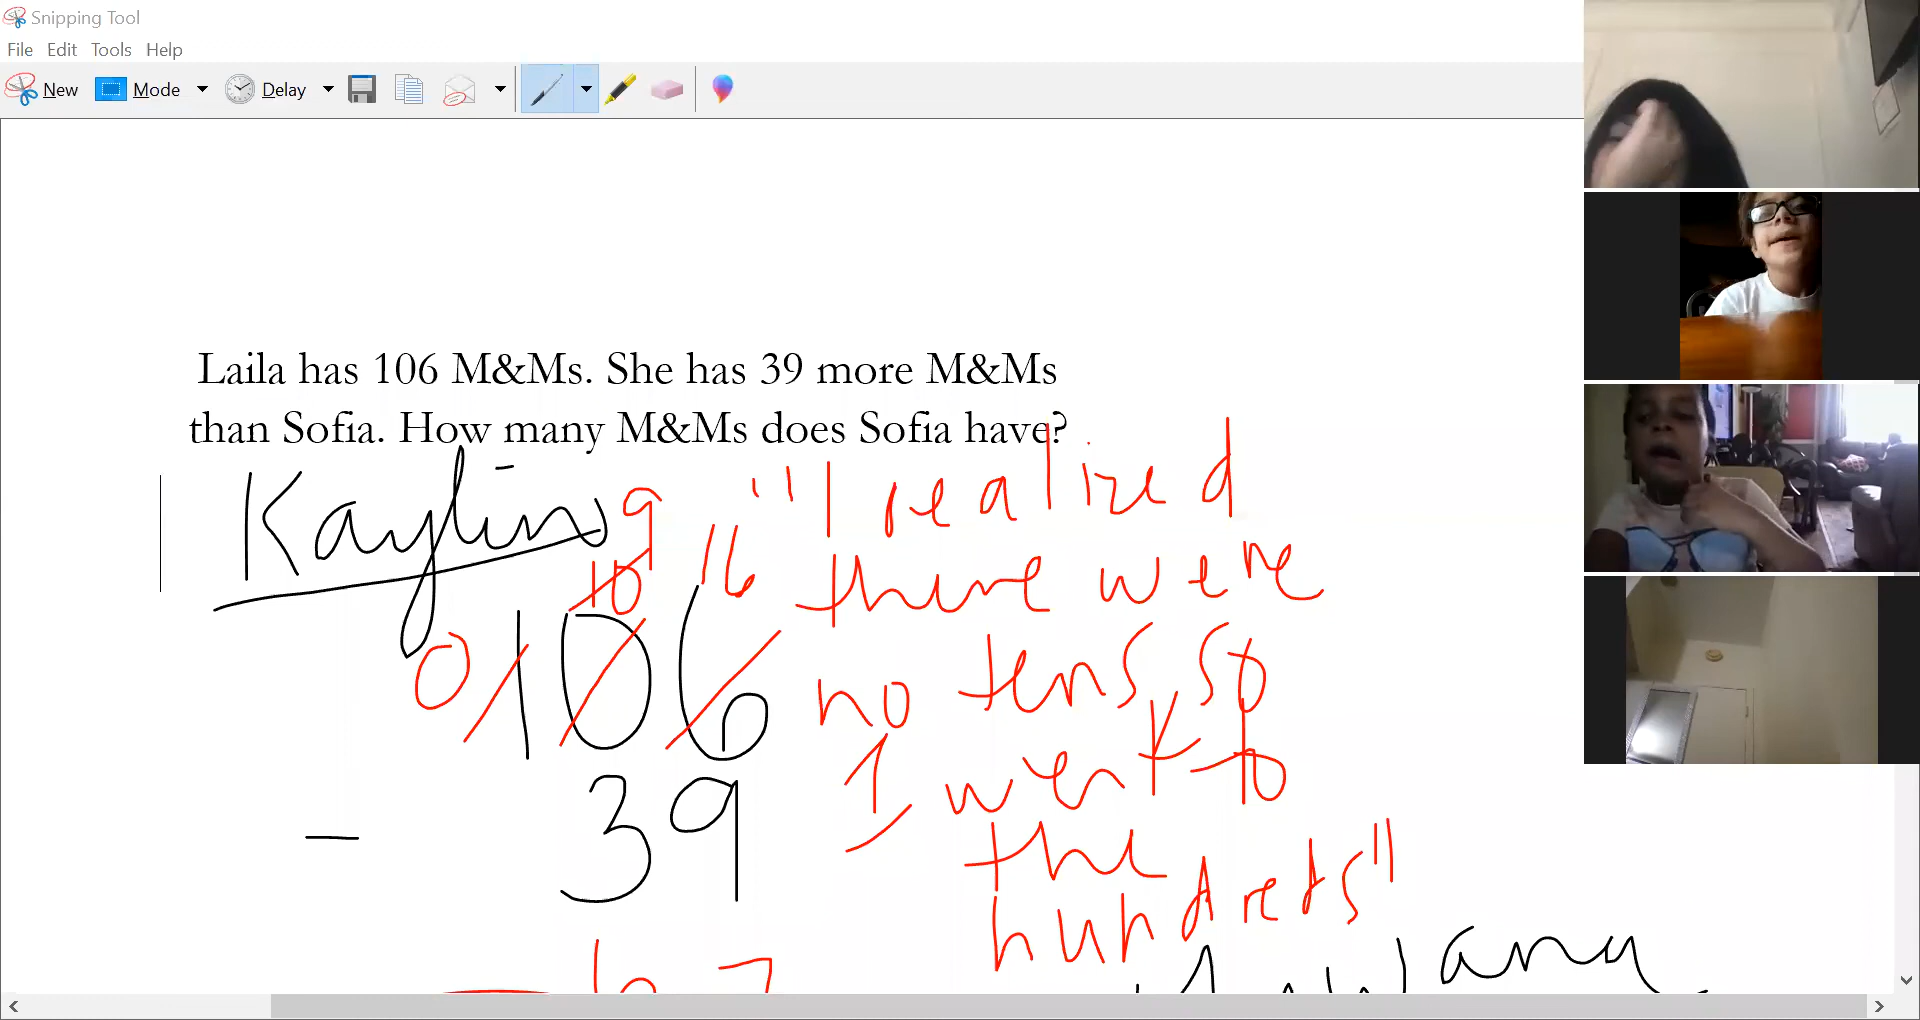 Snipping Tool
File Edit Tools Help
New Mode Delay
Laila has 106 M&Ms. She has 39 more M&Ms
than Sofia. How many M&Ms does Sofia have?
Kaylin
"I realized
there were
no tens so
I went to
the
hundreds"
9
10 16
0 106
- 39
67